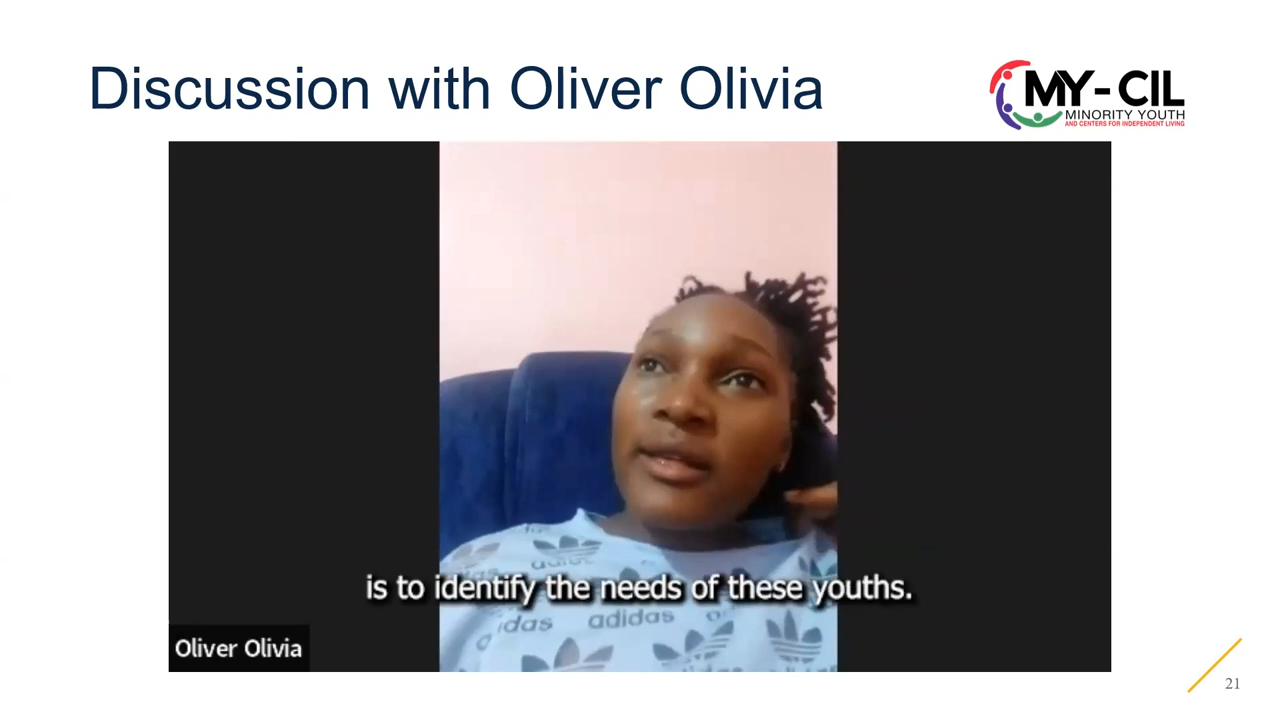 Discussion with Oliver Olivia
MY-CIL
MINORITY YOUTH
AND CENTERS FOR INDEPENDENT LIVING
is to identify the needs of these youths.
adidas
Oliver Olivia
21